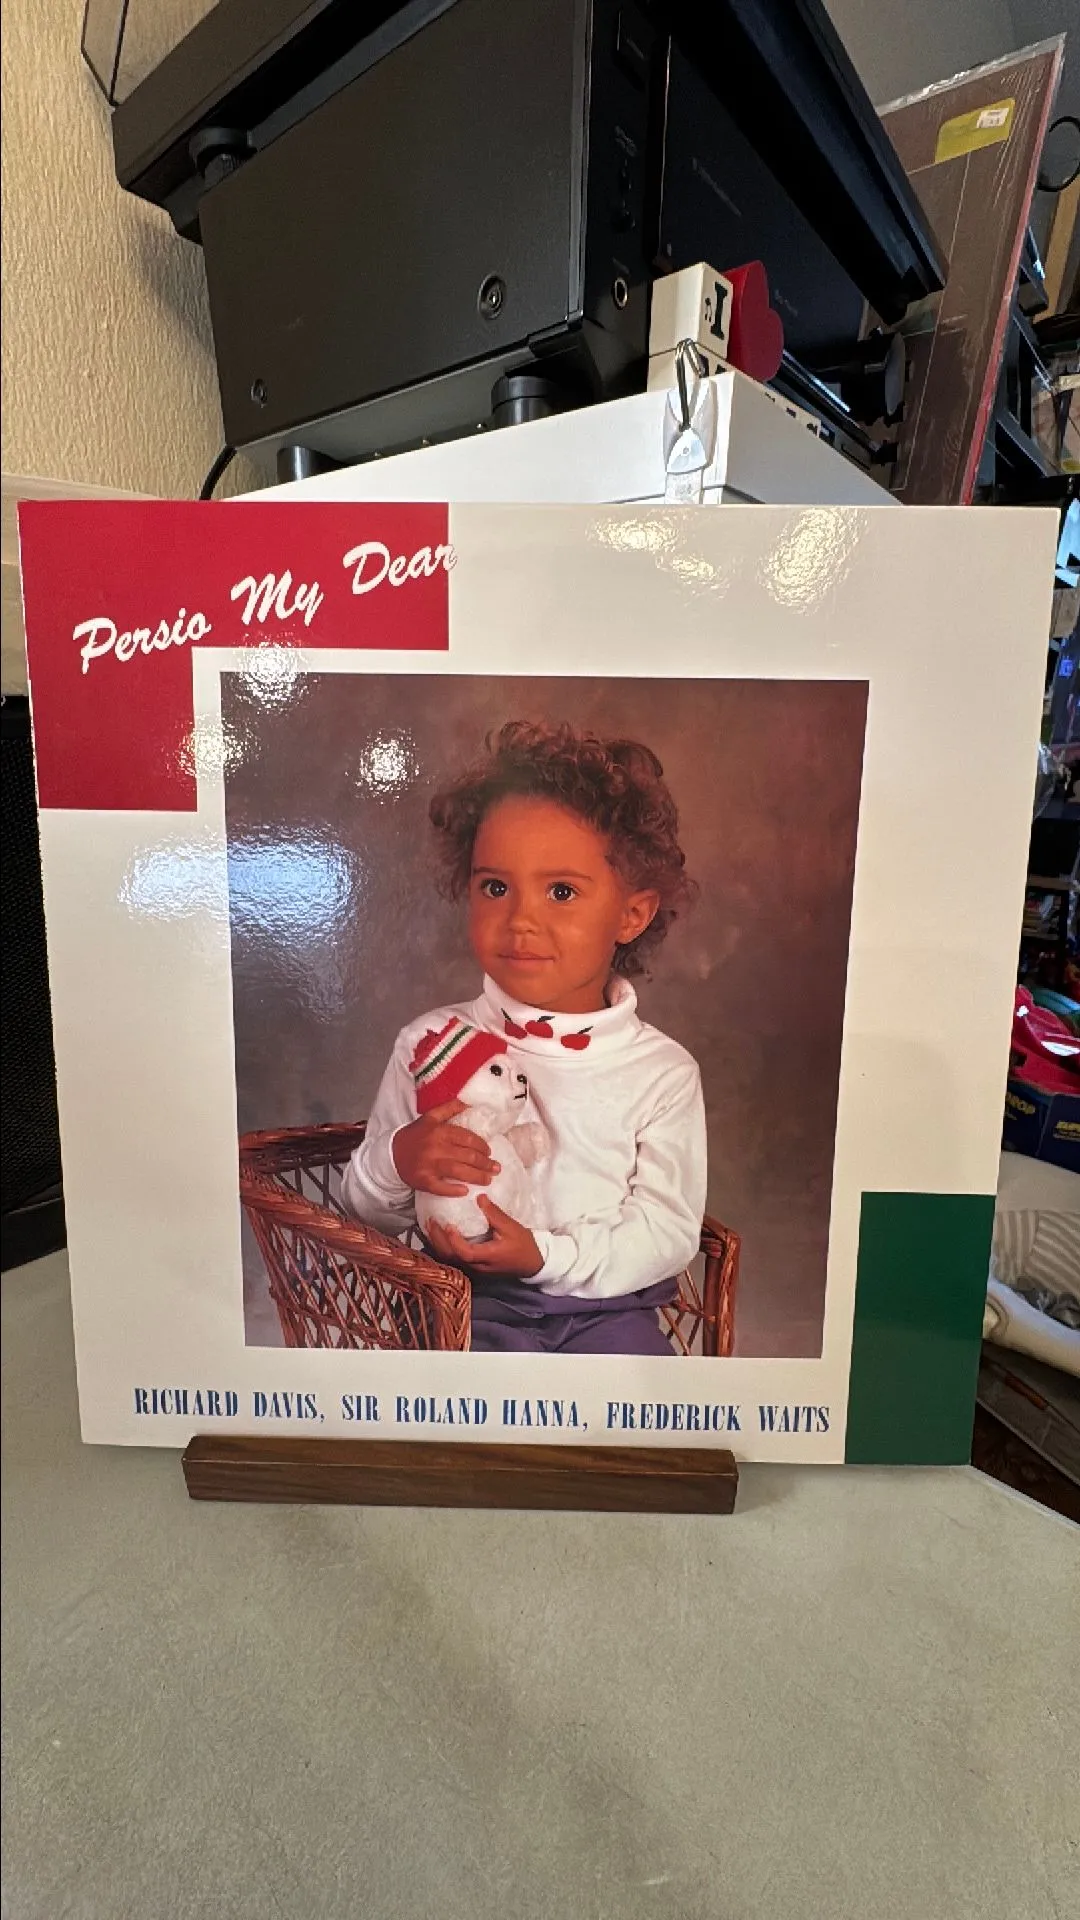 I
Persio My Dear
RICHARD DAVIS, SIR ROLAND HANNA, FREDERICK WAITS